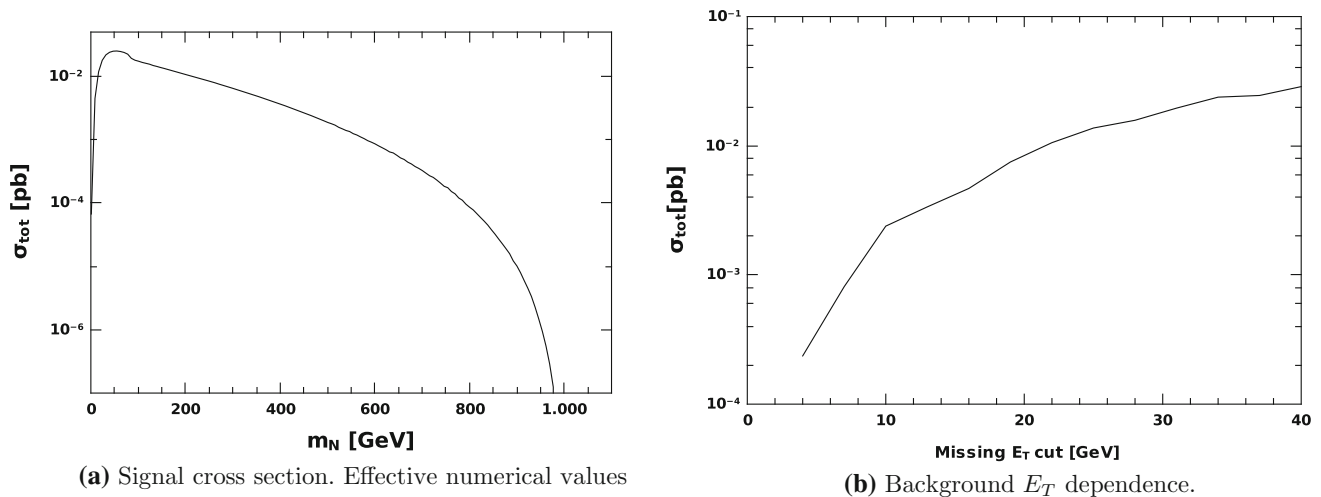 σtot [pb]
10⁻²
10⁻⁴
10⁻⁶
0 200 400 600 800 1.000
mN [GeV]
(a) Signal cross section. Effective numerical values
σtot[pb]
10⁻¹
10⁻²
10⁻³
10⁻⁴
0 10 20 30 40
Missing ET cut [GeV]
(b) Background ET dependence.